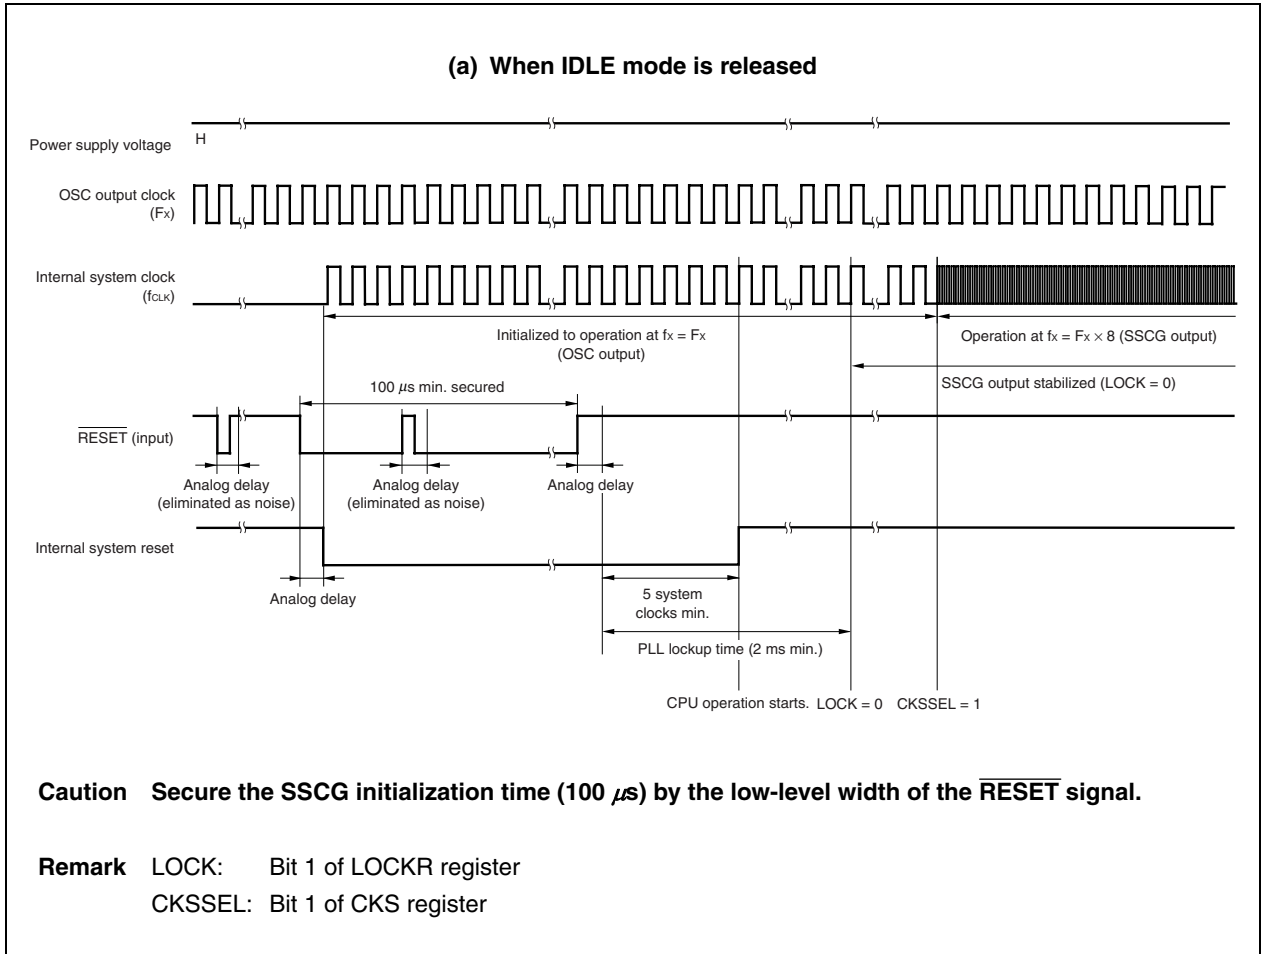 (a) When IDLE mode is released
Power supply voltage
H
OSC output clock
(Fx)
Internal system clock
(fCLK)
Initialized to operation at fx = Fx
(OSC output)
Operation at fx = Fx × 8 (SSCG output)
SSCG output stabilized (LOCK = 0)
100 μs min. secured
RESET (input)
Analog delay
(eliminated as noise)
Analog delay
(eliminated as noise)
Analog delay
Internal system reset
Analog delay
5 system
clocks min.
PLL lockup time (2 ms min.)
CPU operation starts. LOCK = 0 CKSSEL = 1
Caution Secure the SSCG initialization time (100 μs) by the low-level width of the RESET signal.
Remark LOCK: Bit 1 of LOCKR register
CKSSEL: Bit 1 of CKS register